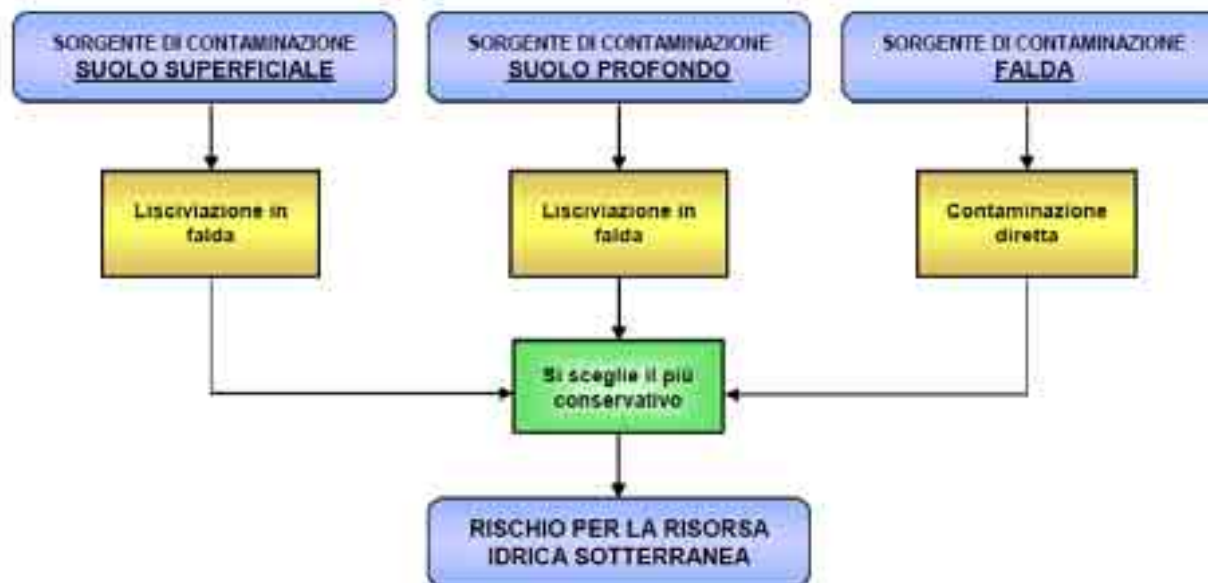 SORGENTE DI CONTAMINAZIONE
SUOLO SUPERFICIALE
SORGENTE DI CONTAMINAZIONE
SUOLO PROFONDO
SORGENTE DI CONTAMINAZIONE
FALDA
Lisciviazione in
falda
Lisciviazione in
falda
Contaminazione
diretta
Si sceglie il più
conservativo
RISCHIO PER LA RISORSA
IDRICA SOTTERRANEA